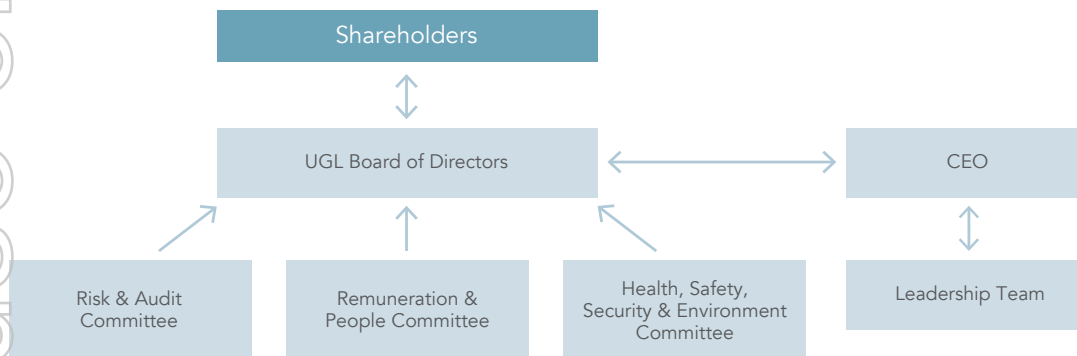 Shareholders
UGL Board of Directors
CEO
Risk & Audit
Committee
Remuneration &
People Committee
Health, Safety,
Security & Environment
Committee
Leadership Team